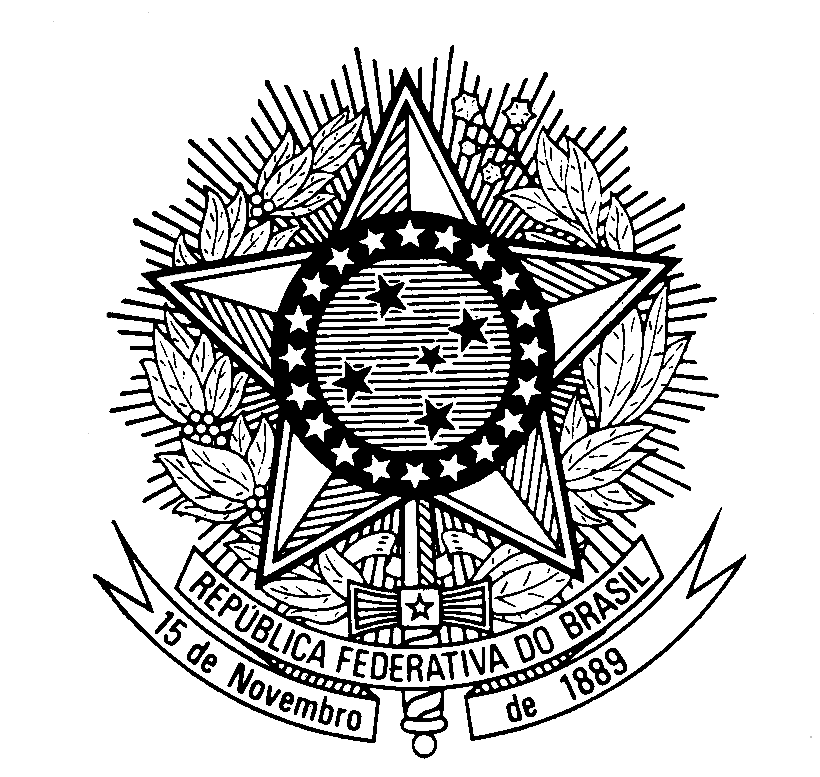 REPÚBLICA FEDERATIVA DO BRASIL
15 de Novembro de 1889